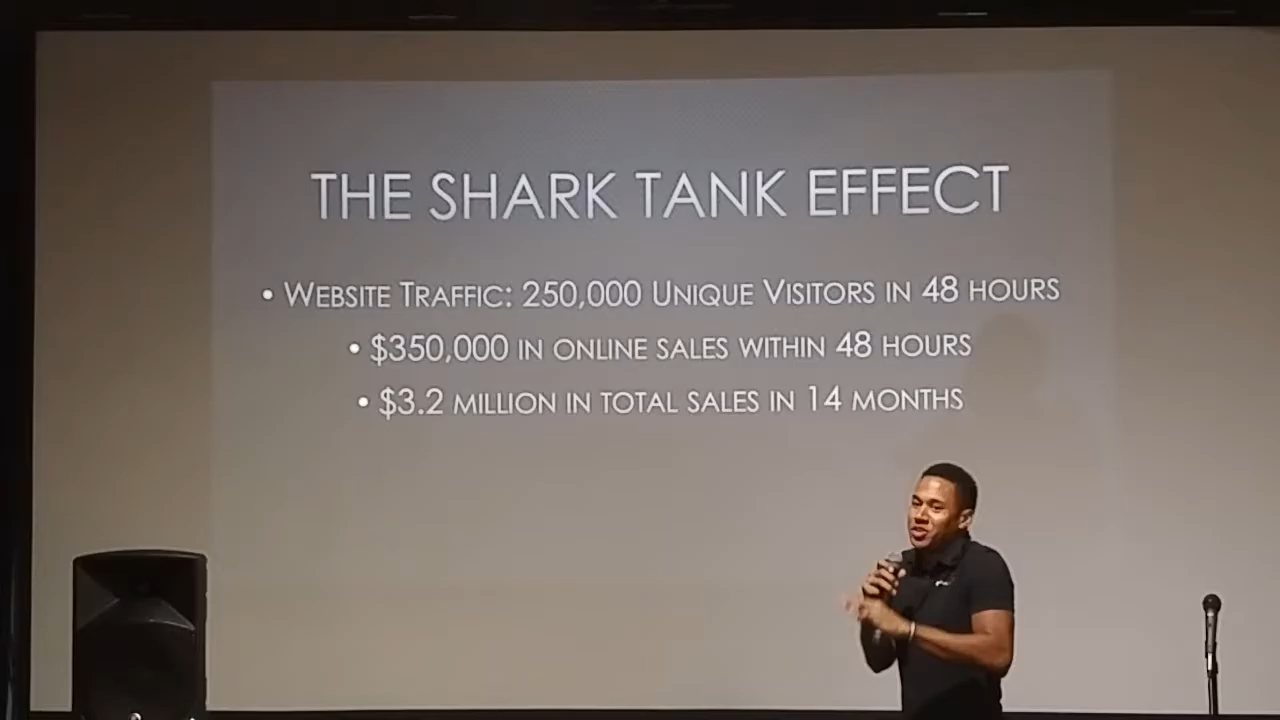 THE SHARK TANK EFFECT
• WEBSITE TRAFFIC: 250,000 UNIQUE VISITORS IN 48 HOURS
• $350,000 IN ONLINE SALES WITHIN 48 HOURS
• $3.2 MILLION IN TOTAL SALES IN 14 MONTHS